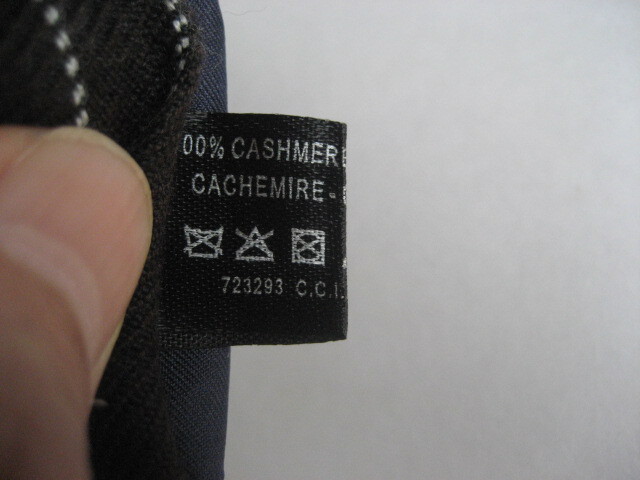 00% CASHMERE
CACHEMIRE -
723293 C.C.I.